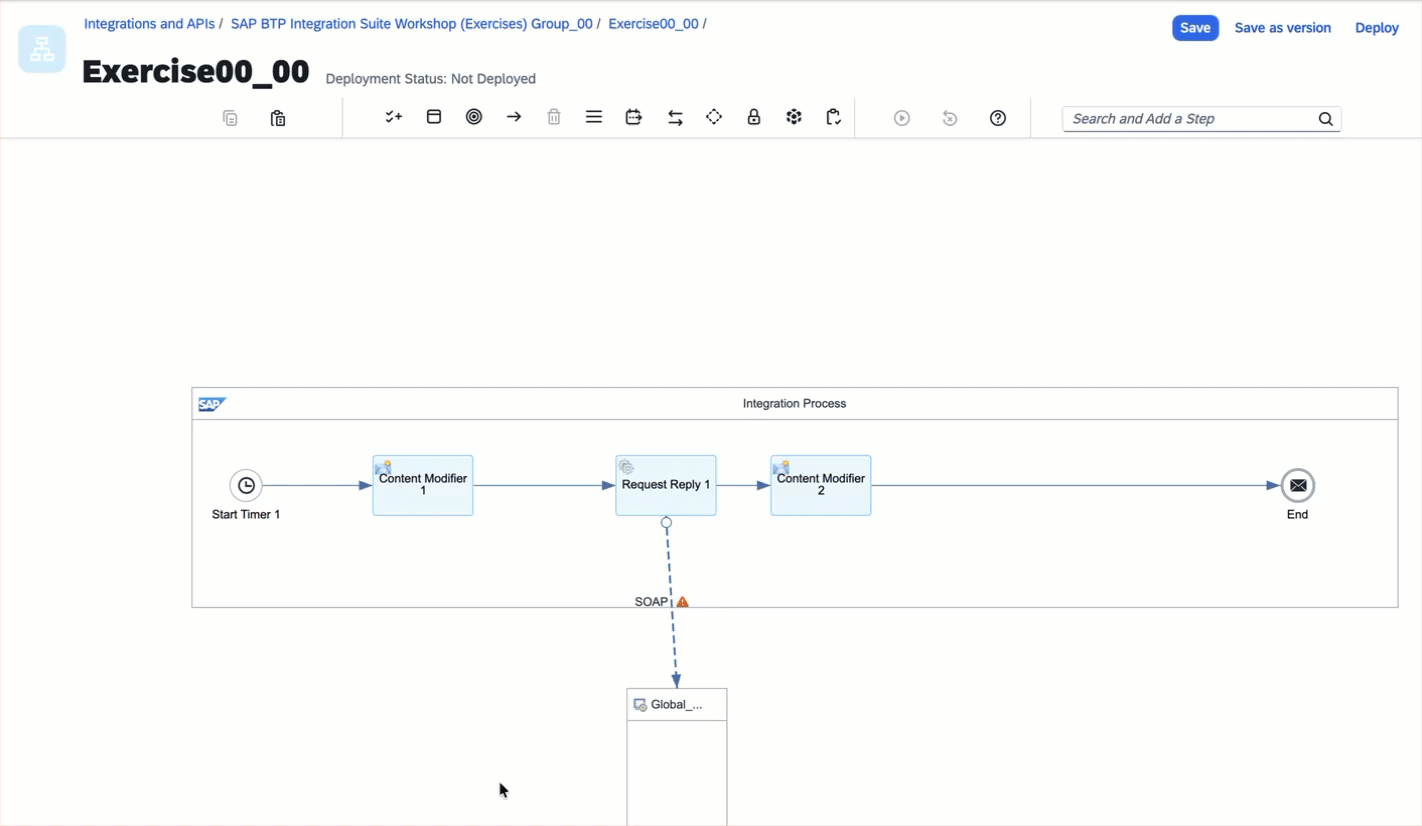 Integrations and APIs / SAP BTP Integration Suite Workshop (Exercises) Group_00 / Exercise00_00 /
Save Save as version Deploy
Exercise00_00 Deployment Status: Not Deployed
Search and Add a Step
SAP Integration Process
Content Modifier
1
Request Reply 1
Content Modifier
2
Start Timer 1
End
SOAP
Global_...